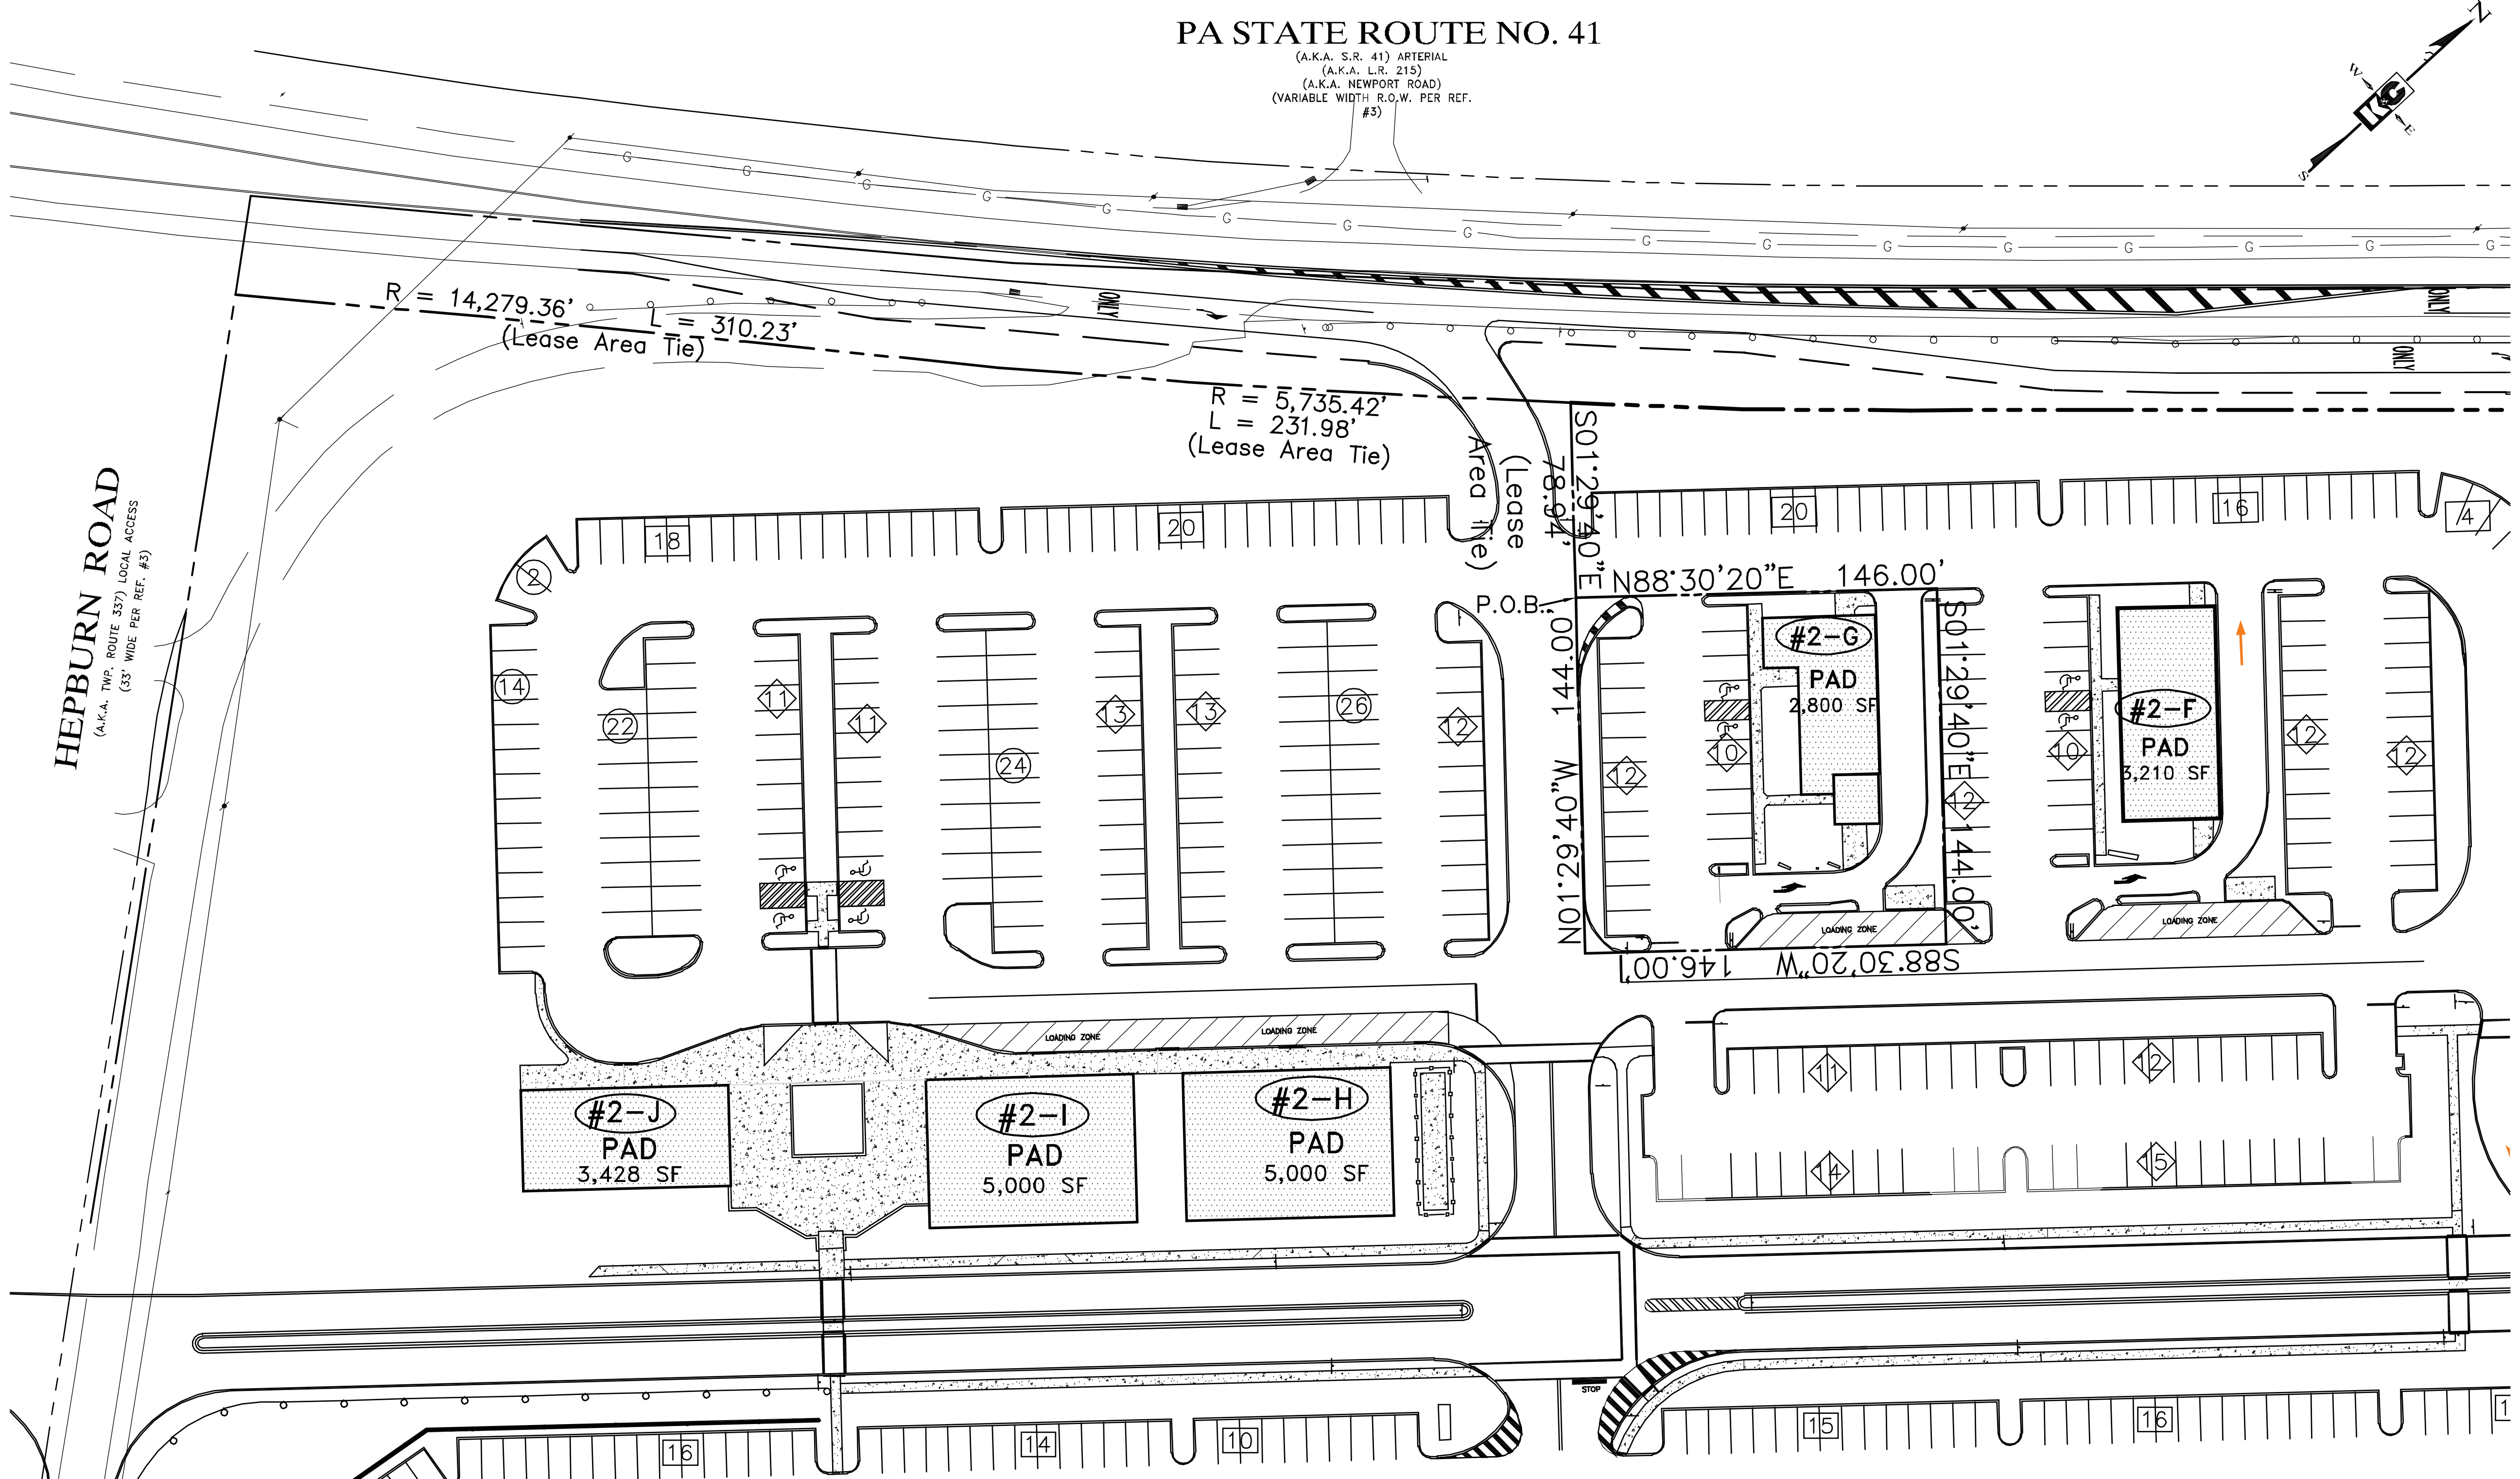 PA STATE ROUTE NO. 41
(A.K.A. S.R. 41) ARTERIAL
(A.K.A. L.R. 215)
(A.K.A. NEWPORT ROAD)
(VARIABLE WIDTH R.O.W. PER REF.
#3)
N
W
KC
E
S
G G G G G G G G G G G G G G G G
ONLY
ONLY
ONLY
R = 14,279.36'
L = 310.23'
(Lease Area Tie)
R = 5,735.42'
L = 231.98'
(Lease Area Tie)
S01°29'40"E
78.94'
(Lease
Area Tie)
HEPBURN ROAD
(A.K.A. TWP. ROUTE 337) LOCAL ACCESS
(33' WIDE PER REF. #3)
18
20
20
16
4
2
N88°30'20"E 146.00'
P.O.B.
14
22
11
11
24
13
13
26
12
N01°29'40"W 144.00'
12
10
#2-G
PAD
2,800 SF
S01°29'40"E 144.00'
12
10
#2-F
PAD
3,210 SF
12
12
LOADING ZONE
LOADING ZONE
S88°30'20"W 146.00'
LOADING ZONE
LOADING ZONE
#2-J
PAD
3,428 SF
#2-I
PAD
5,000 SF
#2-H
PAD
5,000 SF
11
12
14
15
STOP
16
14
10
15
16